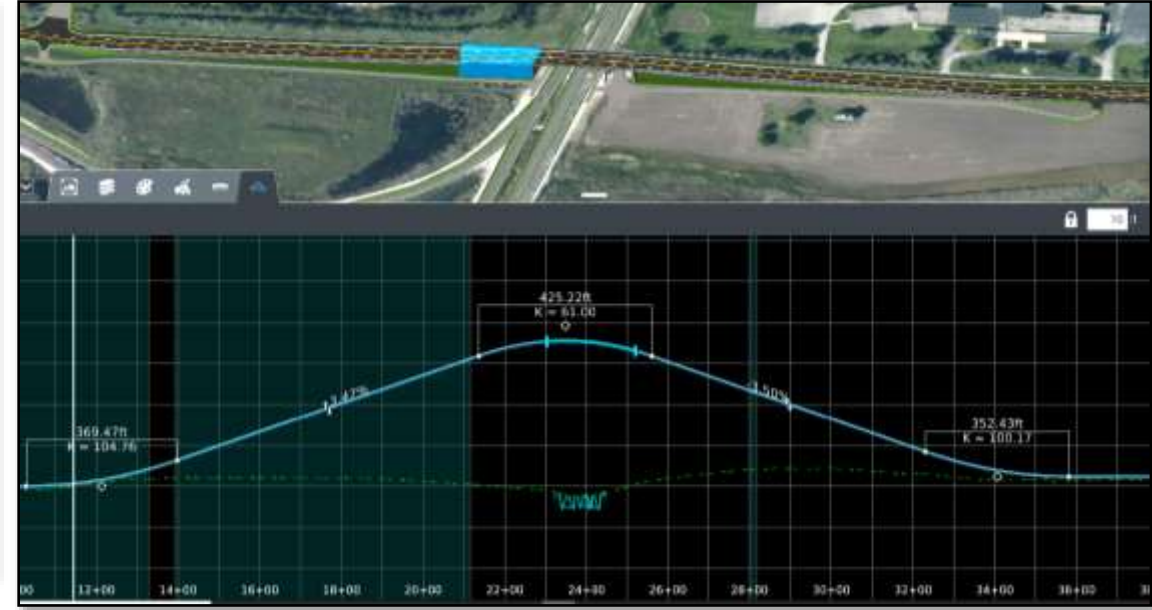 425.22ft
K = 61.00
3.47%
-3.50%
369.47ft
K = 104.76
352.43ft
K = 100.17
00 12+00 14+00 16+00 18+00 20+00 22+00 24+00 26+00 28+00 30+00 32+00 34+00 36+00